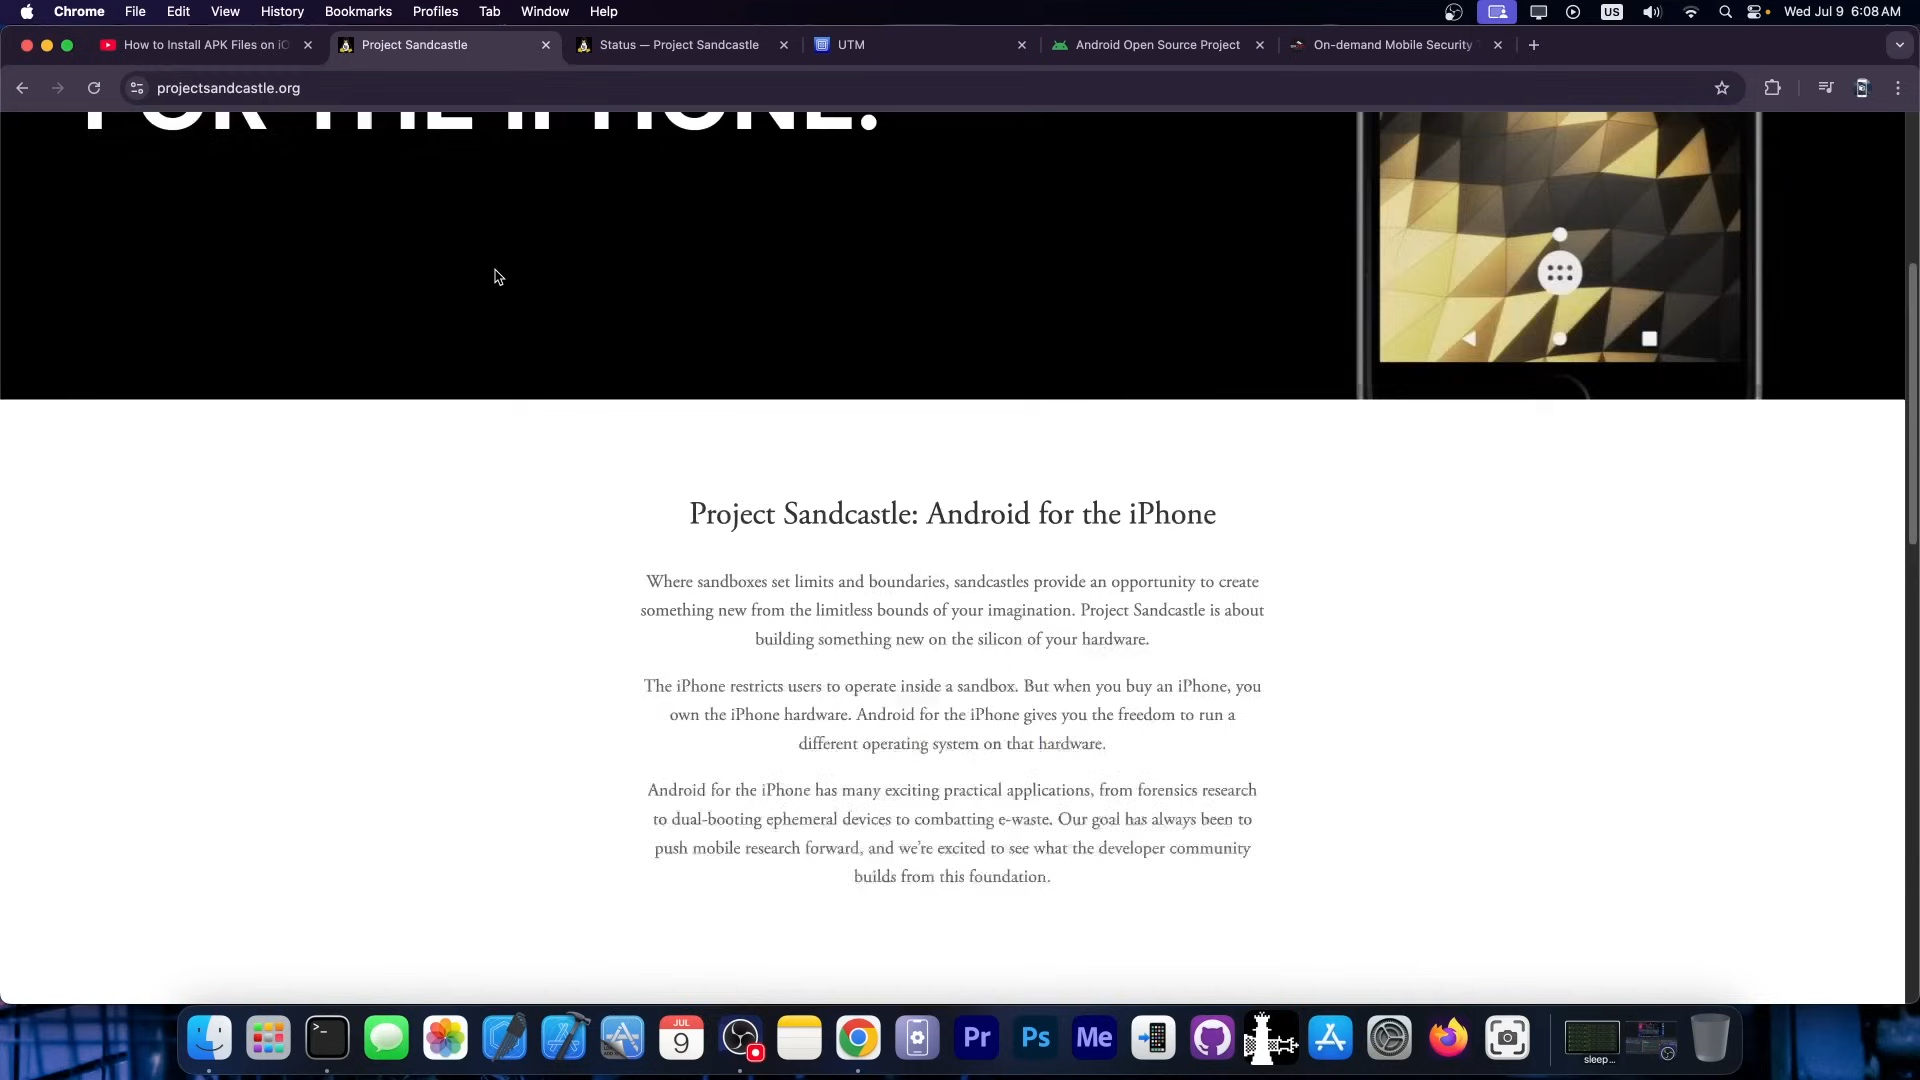 Chrome File Edit View History Bookmarks Profiles Tab Window Help
US
Wed Jul 9 6:08 AM
How to Install APK Files on iO
Project Sandcastle
Status — Project Sandcastle
UTM
Android Open Source Project
On-demand Mobile Security
projectsandcastle.org
FOR THE IPHONE.
Project Sandcastle: Android for the iPhone
Where sandboxes set limits and boundaries, sandcastles provide an opportunity to create
something new from the limitless bounds of your imagination. Project Sandcastle is about
building something new on the silicon of your hardware.
The iPhone restricts users to operate inside a sandbox. But when you buy an iPhone, you
own the iPhone hardware. Android for the iPhone gives you the freedom to run a
different operating system on that hardware.
Android for the iPhone has many exciting practical applications, from forensics research
to dual-booting ephemeral devices to combatting e-waste. Our goal has always been to
push mobile research forward, and we're excited to see what the developer community
builds from this foundation.
JUL
9
Pr
Ps
Me
sleep...